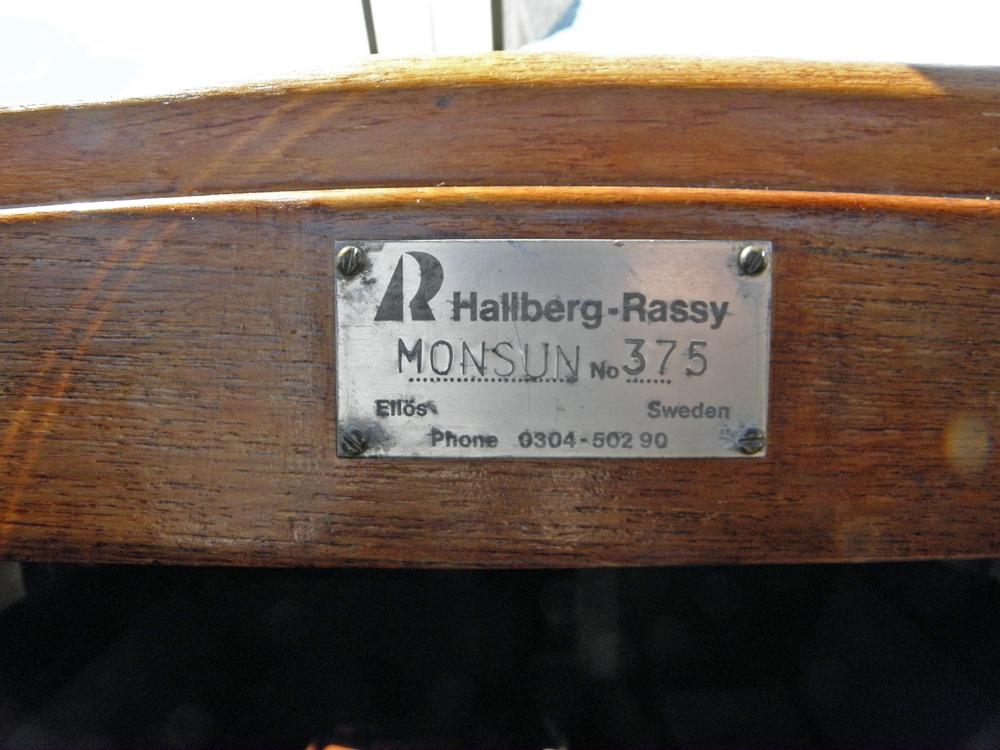 R Hallberg-Rassy
MONSUN No 375
Ellös Sweden
Phone 0304-502 90